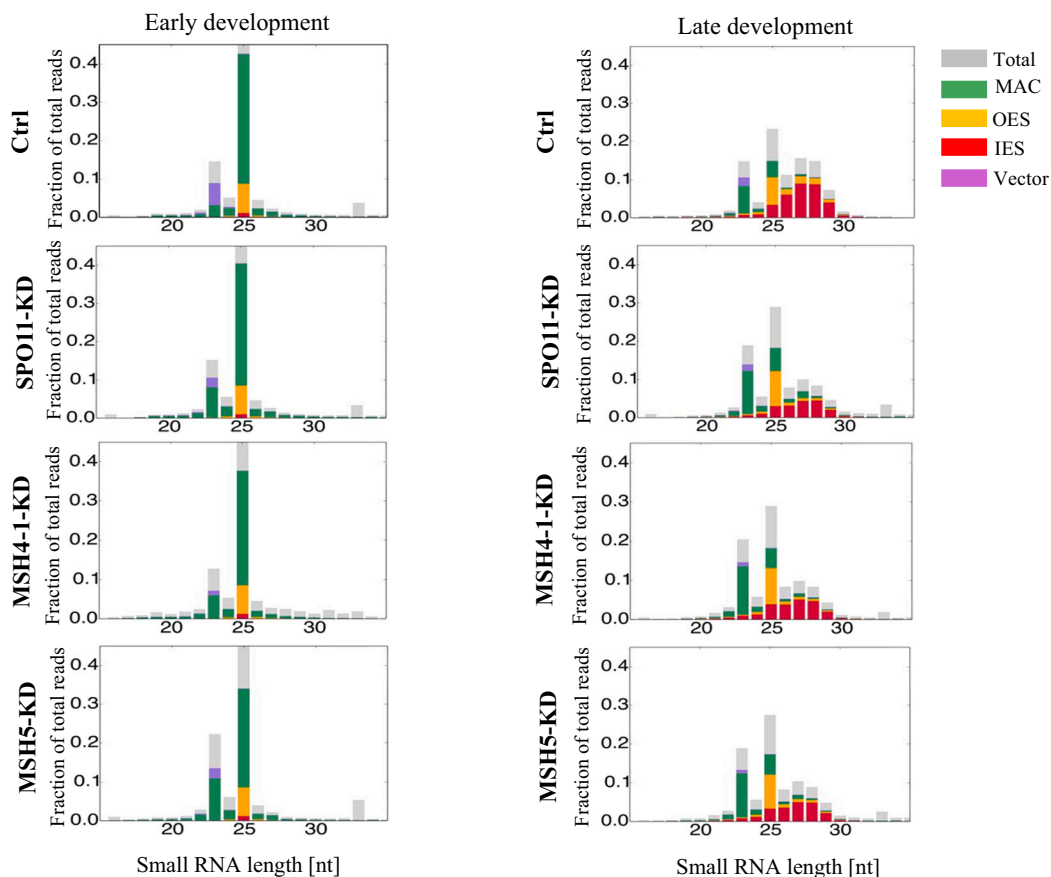 Early development
Late development
Ctrl
Fraction of total reads
0.4
0.3
0.2
0.1
0.0
20
25
30
Ctrl
Fraction of total reads
0.4
0.3
0.2
0.1
0.0
20
25
30
Total
MAC
OES
IES
Vector
SPO11-KD
Fraction of total reads
0.4
0.3
0.2
0.1
0.0
20
25
30
SPO11-KD
Fraction of total reads
0.4
0.3
0.2
0.1
0.0
20
25
30
MSH4-1-KD
Fraction of total reads
0.4
0.3
0.2
0.1
0.0
20
25
30
MSH4-1-KD
Fraction of total reads
0.4
0.3
0.2
0.1
0.0
20
25
30
MSH5-KD
Fraction of total reads
0.4
0.3
0.2
0.1
0.0
20
25
30
MSH5-KD
Fraction of total reads
0.4
0.3
0.2
0.1
0.0
20
25
30
Small RNA length [nt]
Small RNA length [nt]